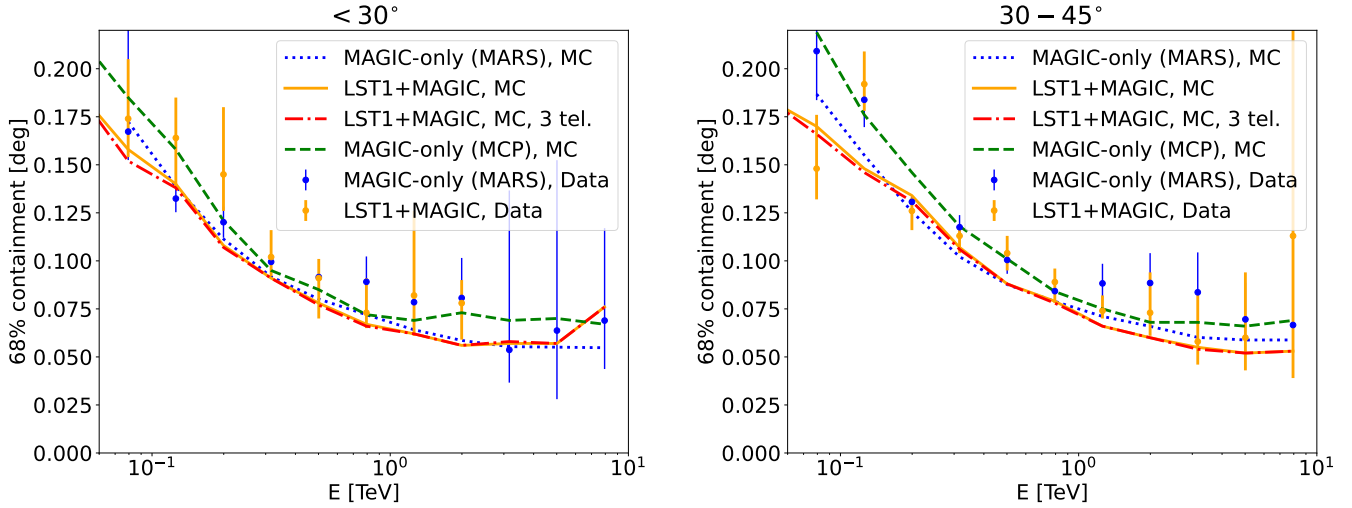 < 30°
68% containment [deg]
0.200
0.175
0.150
0.125
0.100
0.075
0.050
0.025
0.000
MAGIC-only (MARS), MC
LST1+MAGIC, MC
LST1+MAGIC, MC, 3 tel.
MAGIC-only (MCP), MC
MAGIC-only (MARS), Data
LST1+MAGIC, Data
10⁻¹ 10⁰ 10¹
E [TeV]
30 − 45°
68% containment [deg]
0.200
0.175
0.150
0.125
0.100
0.075
0.050
0.025
0.000
MAGIC-only (MARS), MC
LST1+MAGIC, MC
LST1+MAGIC, MC, 3 tel.
MAGIC-only (MCP), MC
MAGIC-only (MARS), Data
LST1+MAGIC, Data
10⁻¹ 10⁰ 10¹
E [TeV]